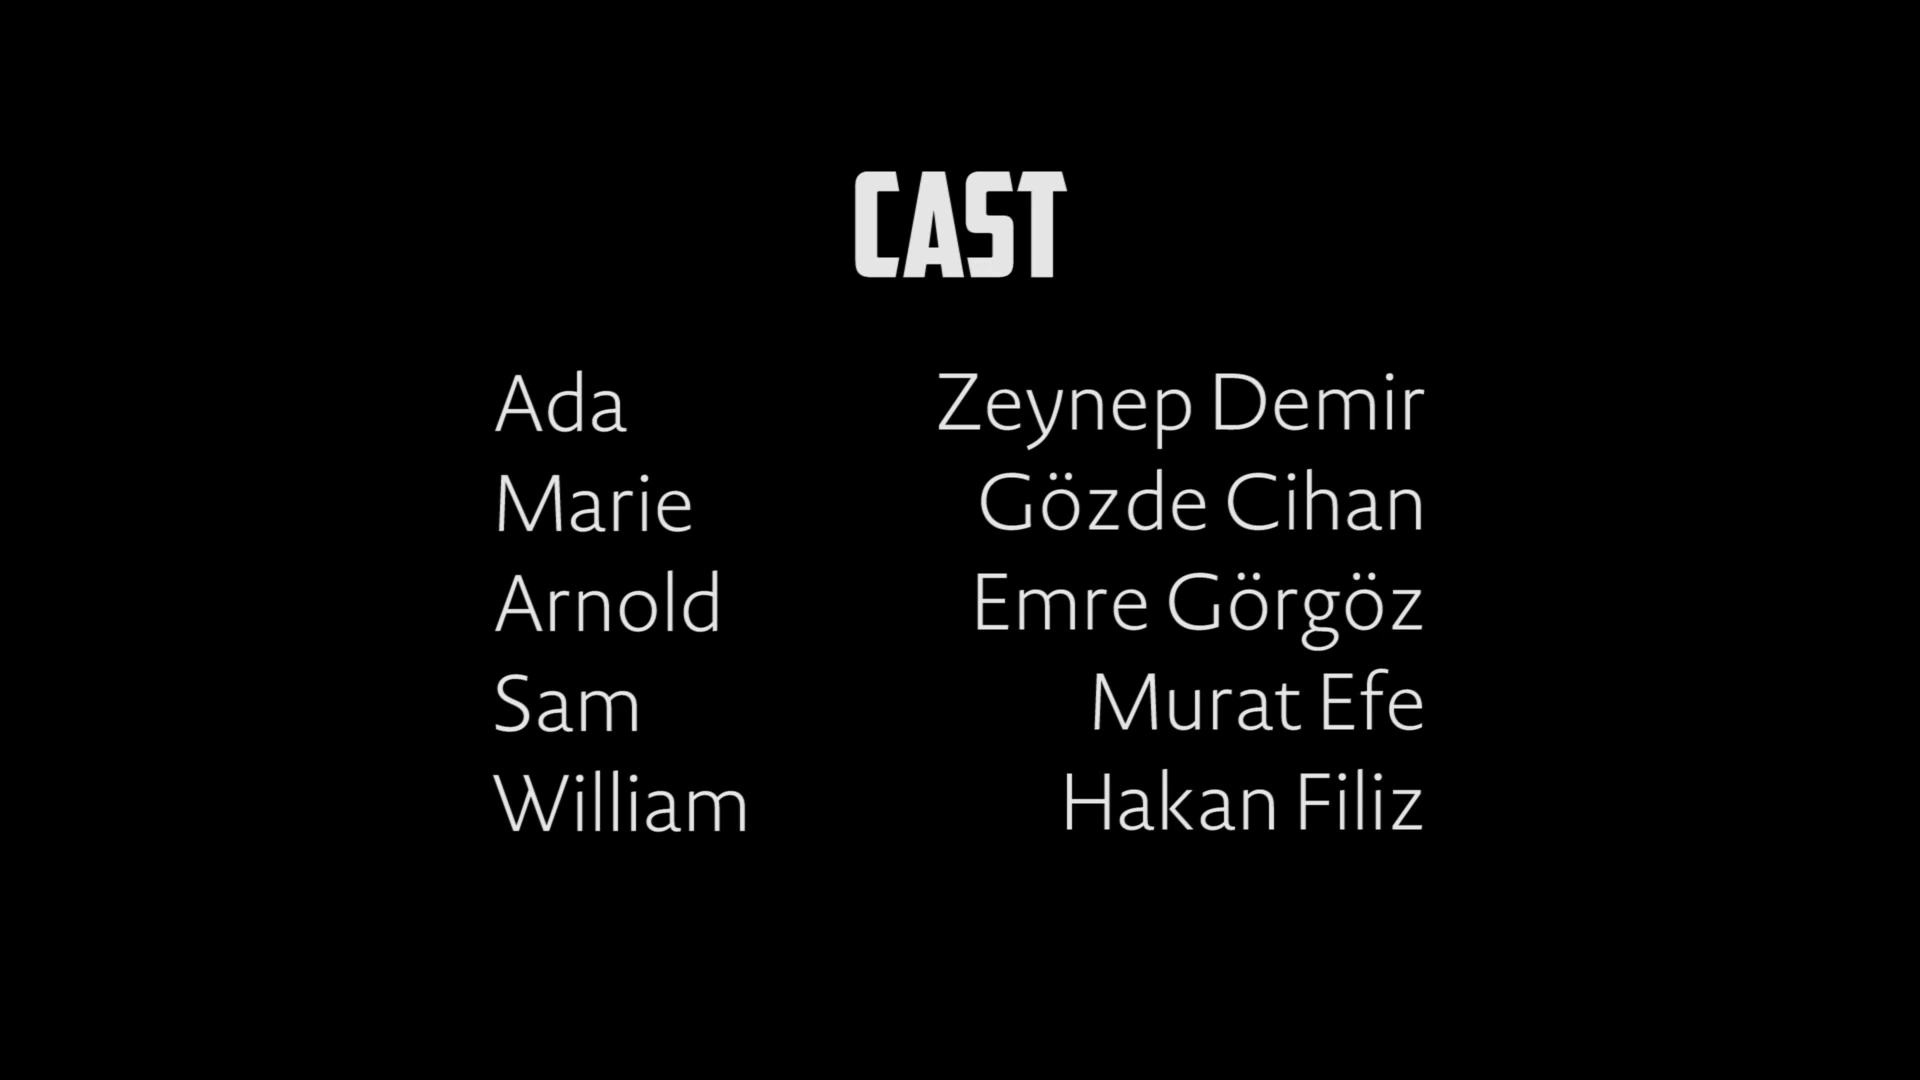 CAST
Ada Zeynep Demir
Marie Gözde Cihan
Arnold Emre Görgöz
Sam Murat Efe
William Hakan Filiz